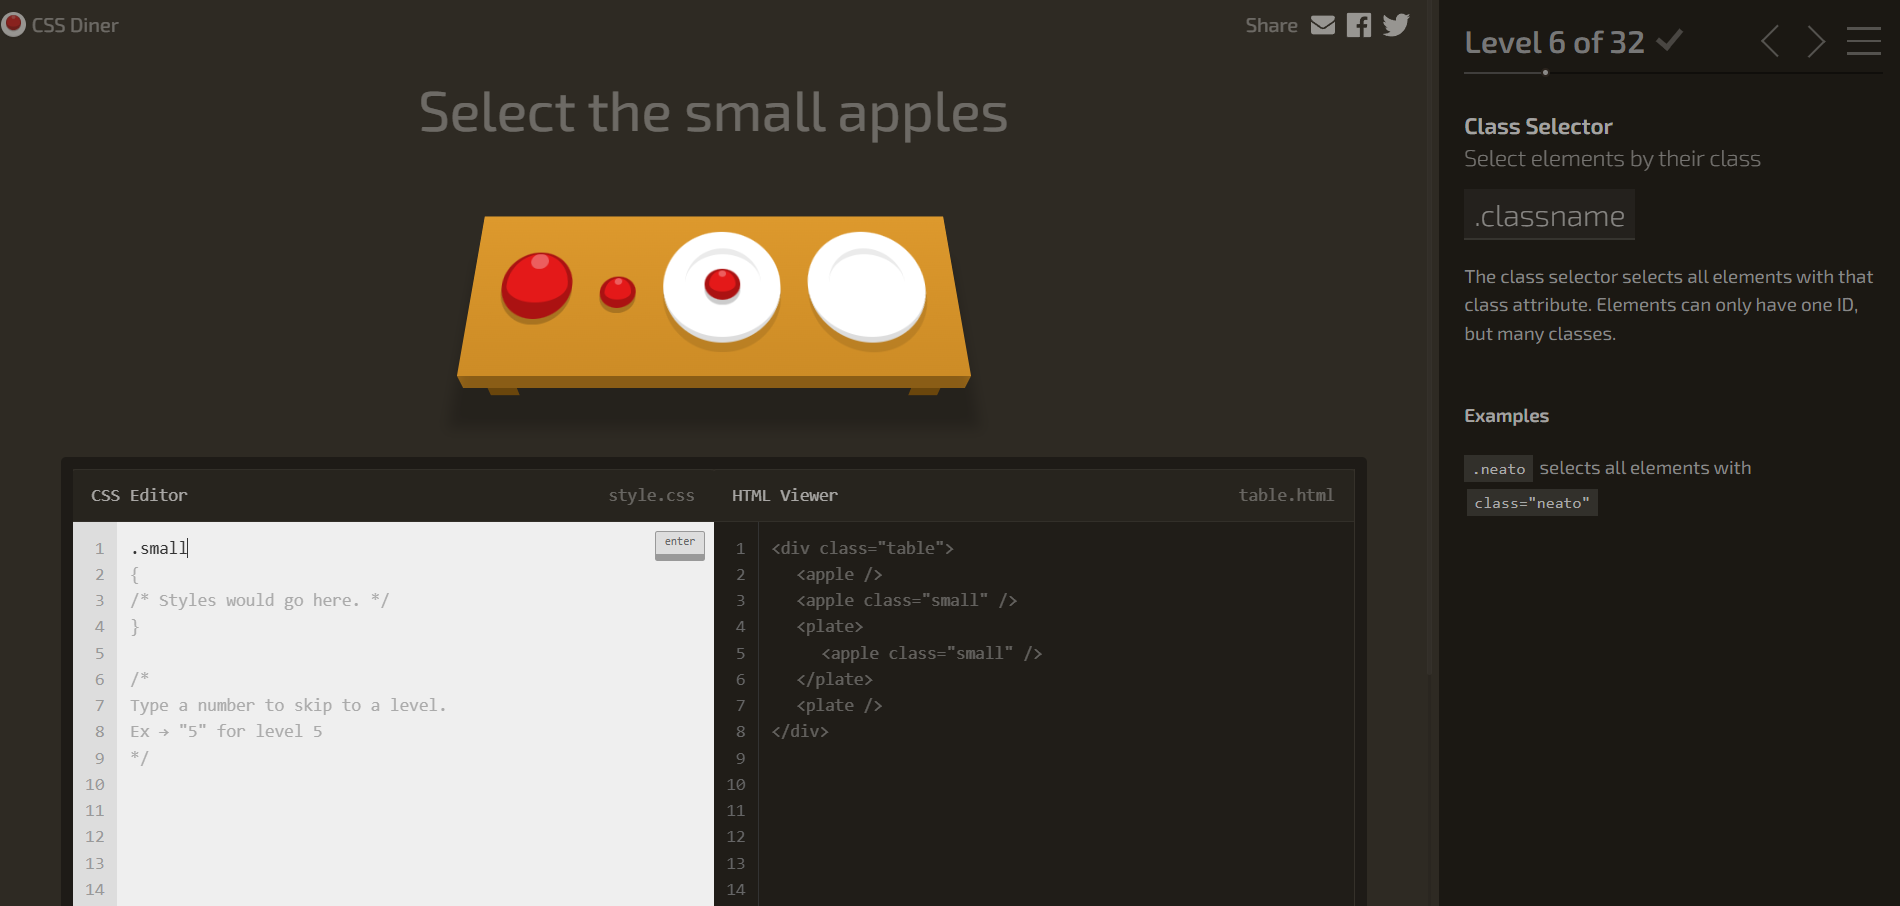 CSS Diner
Share
Select the small apples
CSS Editor
style.css
1 .small
enter
2 {
3 /* Styles would go here. */
4 }
5
6 /*
7 Type a number to skip to a level.
8 Ex → "5" for level 5
9 */
10
11
12
13
14
HTML Viewer
table.html
1 <div class="table">
2 <apple />
3 <apple class="small" />
4 <plate>
5 <apple class="small" />
6 </plate>
7 <plate />
8 </div>
9
10
11
12
13
14
Level 6 of 32
Class Selector
Select elements by their class
.classname
The class selector selects all elements with that
class attribute. Elements can only have one ID,
but many classes.
Examples
.neato selects all elements with
class="neato"